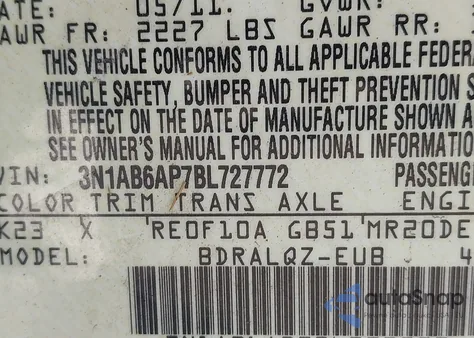 ATE: 05/11. GVWR:
AWR FR: 2227 LBS GAWR RR:
THIS VEHICLE CONFORMS TO ALL APPLICABLE FEDERA
VEHICLE SAFETY, BUMPER AND THEFT PREVENTION S
IN EFFECT ON THE DATE OF MANUFACTURE SHOWN A
SEE OWNER'S MANUAL FOR ADDITIONAL INFORMATIO
VIN: 3N1AB6AP7BL727772 PASSENG
COLOR TRIM TRANS AXLE ENGI
K23 X RE0F10A GB51 MR20DE
MODEL: BDRALQZ-EUB 4
autoSnap